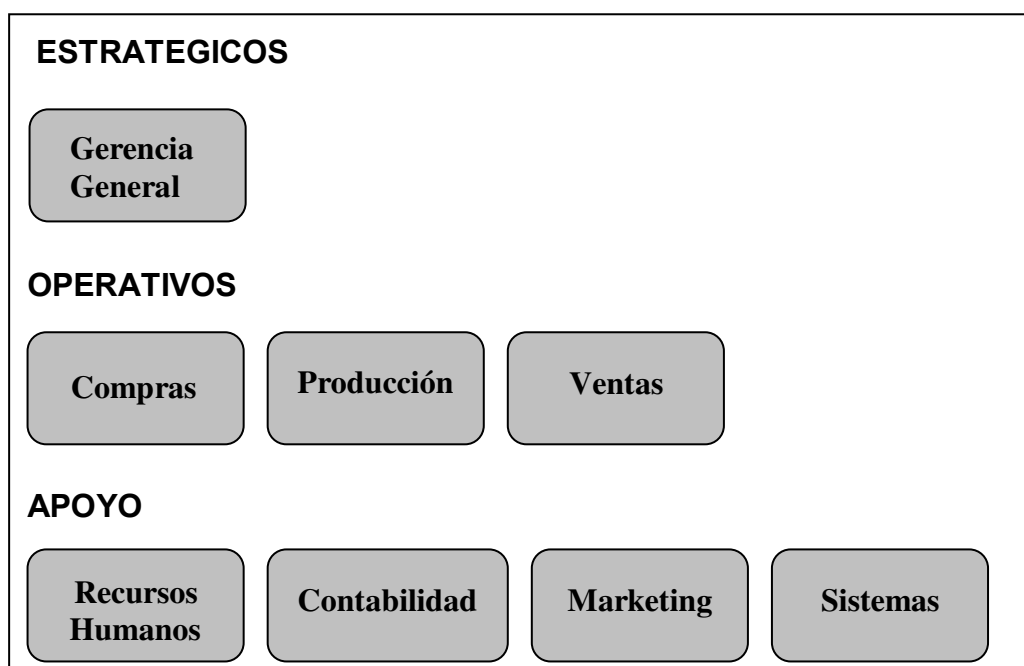 ESTRATEGICOS
Gerencia
General
OPERATIVOS
Compras
Producción
Ventas
APOYO
Recursos
Humanos
Contabilidad
Marketing
Sistemas